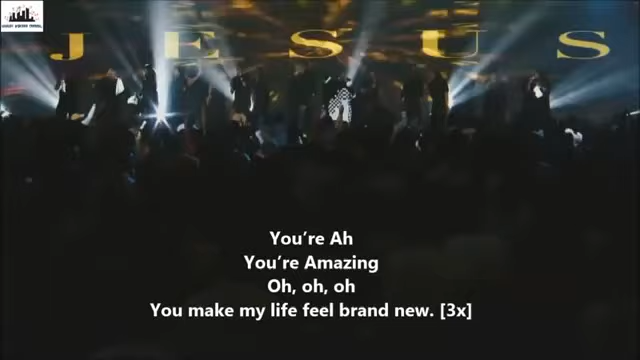 JESUS
You're Ah
You're Amazing
Oh, oh, oh
You make my life feel brand new. [3x]